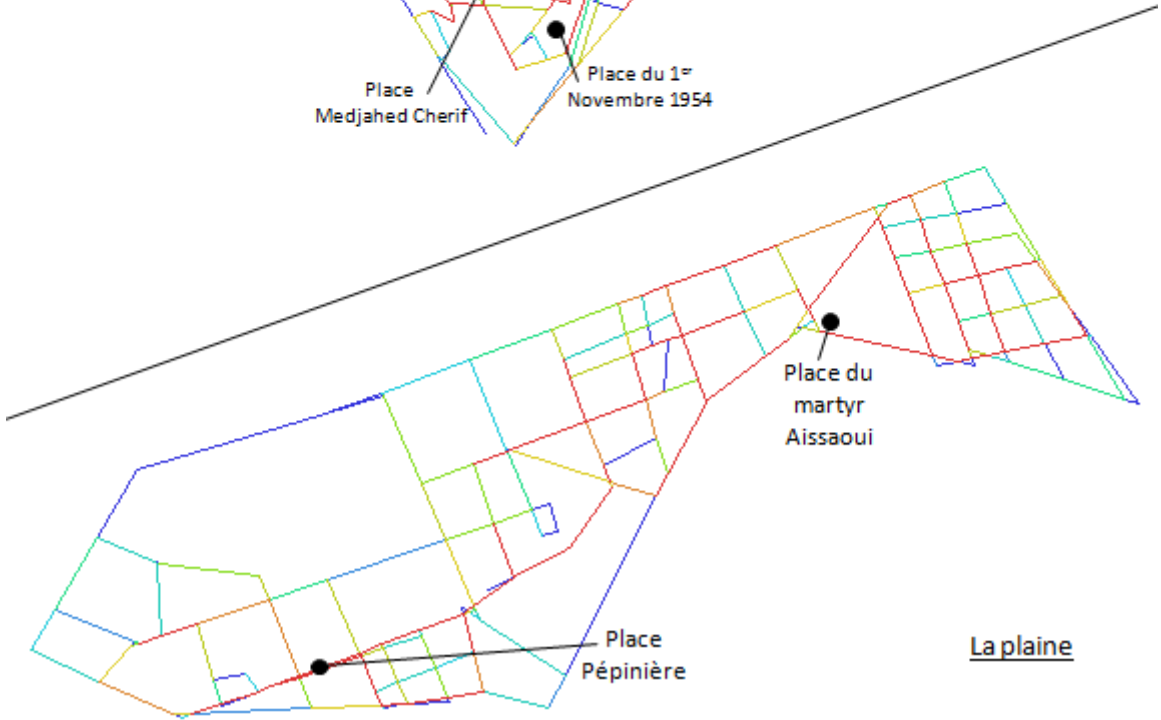 Place
Medjahed Cherif
Place du 1er
Novembre 1954
Place du
martyr
Aissaoui
Place
Pépinière
La plaine